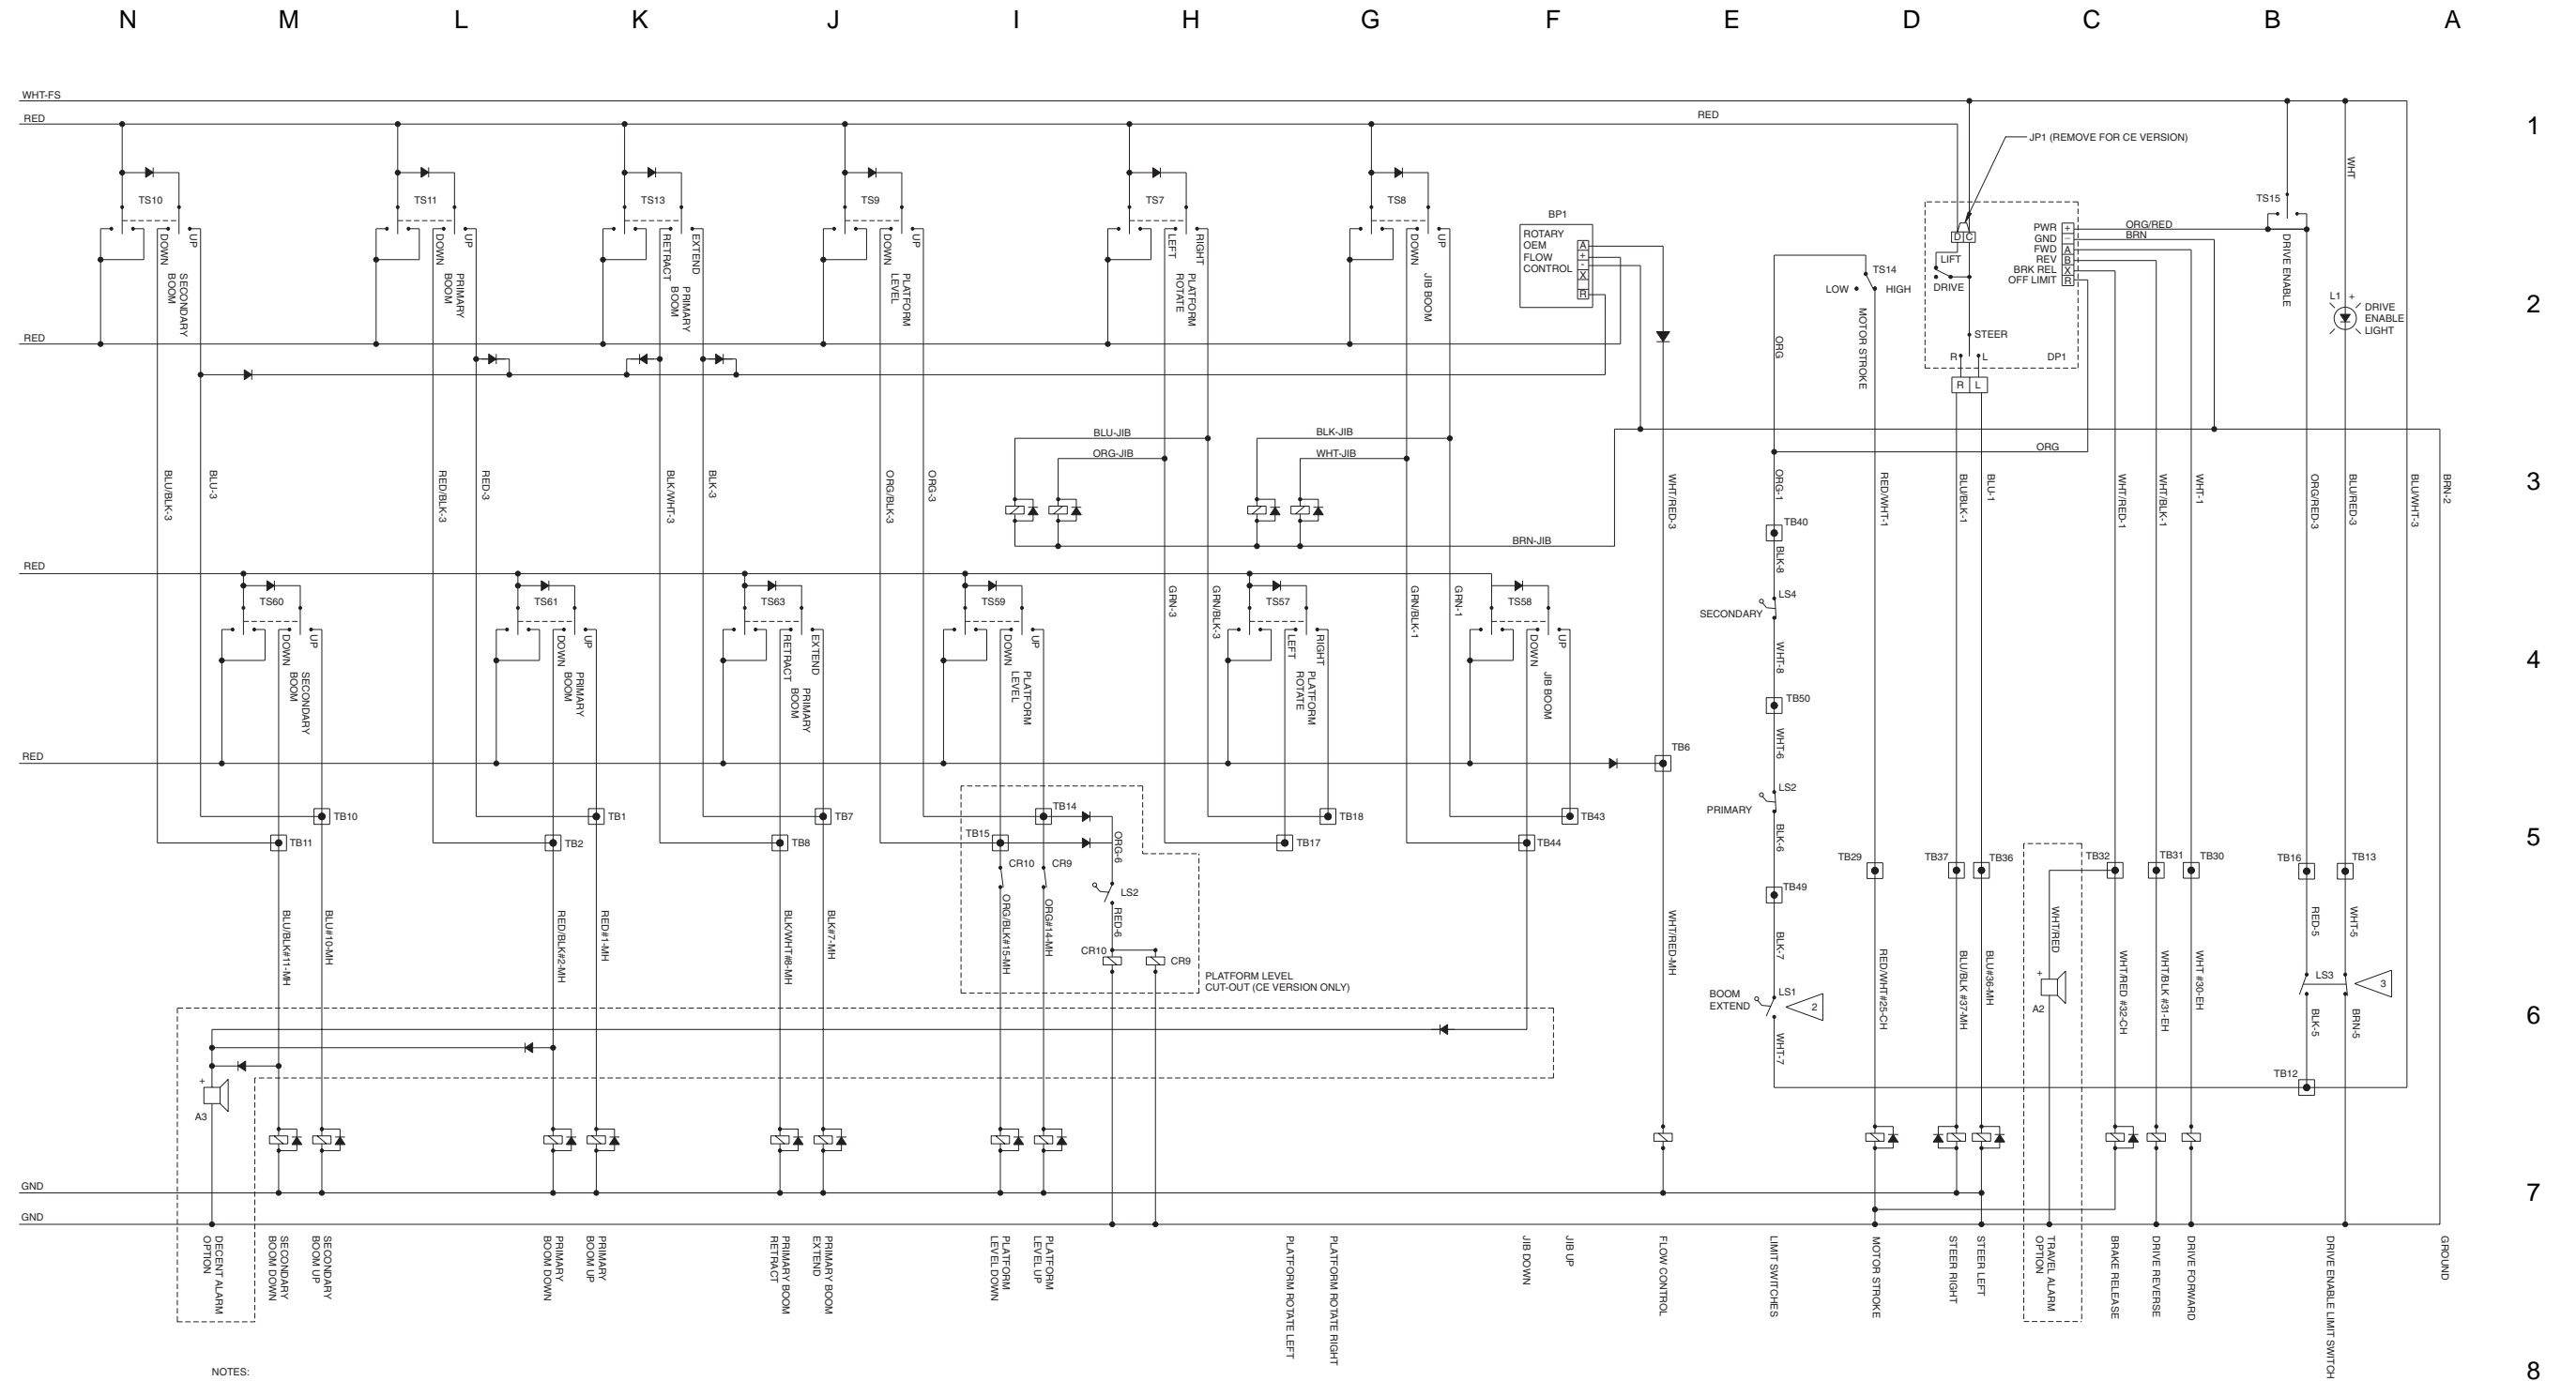 N M L K J I H G F E D C B A
WHT-FS
RED
RED
1
JP1 (REMOVE FOR CE VERSION)
WHT
TS10
TS11
TS13
TS9
TS7
TS8
TS15
BP1
ROTARY
OEM
FLOW
CONTROL
A
+
-
X
R
DOWN
UP
SECONDARY
BOOM
DOWN
UP
PRIMARY
BOOM
RETRACT
EXTEND
PRIMARY
BOOM
DOWN
UP
PLATFORM
LEVEL
LEFT
RIGHT
PLATFORM
ROTATE
DOWN
UP
JIB BOOM
TS14
LOW
HIGH
MOTOR STROKE
D C
LIFT
DRIVE
STEER
R L
DP1
R L
PWR +
GND -
FWD A
REV B
BRK REL X
OFF LIMIT R
ORG/RED
BRN
DRIVE ENABLE
L1 +
DRIVE
ENABLE
LIGHT
2
RED
ORG
BLU-JIB
ORG-JIB
BLK-JIB
WHT-JIB
ORG
BLU/BLK-3
BLU-3
RED/BLK-3
RED-3
BLK/WHT-3
BLK-3
ORG/BLK-3
ORG-3
WHT/RED-3
ORG-1
RED/WHT-1
BLU/BLK-1
BLU-1
WHT/RED-1
WHT/BLK-1
WHT-1
ORG/RED-3
BLU/RED-3
BLU/WHT-3
BRN-2
3
BRN-JIB
TB40
BLK-8
RED
TS60
TS61
TS63
TS59
TS57
TS58
GRN-3
GRN/BLK-3
GRN/BLK-1
GRN-1
LS4
SECONDARY
DOWN
UP
SECONDARY
BOOM
DOWN
UP
PRIMARY
BOOM
RETRACT
EXTEND
PRIMARY
BOOM
DOWN
UP
PLATFORM
LEVEL
LEFT
RIGHT
PLATFORM
ROTATE
DOWN
UP
JIB BOOM
WHT-8
4
TB50
WHT-6
RED
TB6
LS2
PRIMARY
BLK-6
TB10
TB11
TB1
TB2
TB7
TB8
TB14
TB15
TB18
TB17
TB43
TB44
5
ORG-6
CR10
CR9
LS2
RED-6
CR10
CR9
TB49
TB29
TB37
TB36
TB32
TB31
TB30
TB16
TB13
BLU/BLK#11-MH
BLU#10-MH
RED/BLK#2-MH
RED#1-MH
BLK/WHT#8-MH
BLK#7-MH
ORG/BLK#15-MH
ORG#14-MH
WHT/RED-MH
BLK-7
RED/WHT#25-CH
BLU/BLK #37-MH
BLU#36-MH
WHT/RED
WHT/RED #32-CH
WHT/BLK #31-EH
WHT #30-EH
RED-5
WHT-5
PLATFORM LEVEL
CUT-OUT (CE VERSION ONLY)
BOOM
EXTEND
LS1
2
+
A2
LS3
3
6
WHT-7
BLK-5
BRN-5
TB12
+
A3
GND
7
GND
DECENT ALARM
OPTION
SECONDARY
BOOM DOWN
SECONDARY
BOOM UP
PRIMARY
BOOM DOWN
PRIMARY
BOOM UP
PRIMARY BOOM
RETRACT
PRIMARY BOOM
EXTEND
PLATFORM
LEVEL DOWN
PLATFORM
LEVEL UP
PLATFORM ROTATE LEFT
PLATFORM ROTATE RIGHT
JIB DOWN
JIB UP
FLOW CONTROL
LIMIT SWITCHES
MOTOR STROKE
STEER RIGHT
STEER LEFT
TRAVEL ALARM
OPTION
BRAKE RELEASE
DRIVE REVERSE
DRIVE FORWARD
DRIVE ENABLE LIMIT SWITCH
GROUND
NOTES:
8